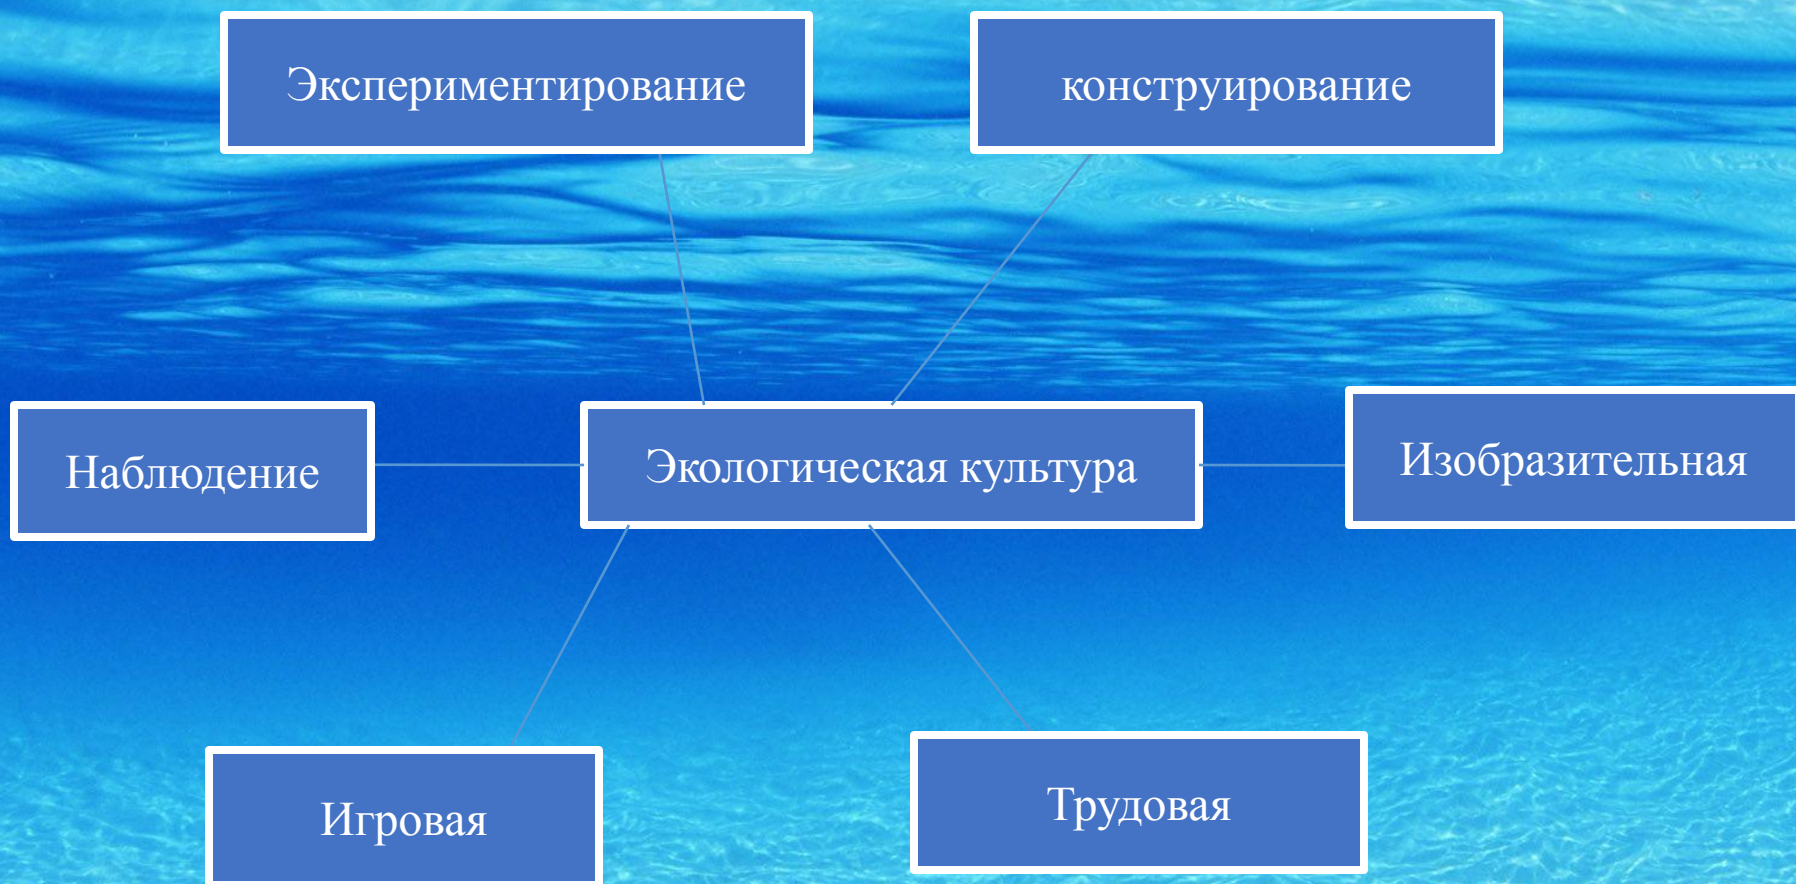 Экспериментирование
конструирование
Наблюдение
Экологическая культура
Изобразительная
Игровая
Трудовая